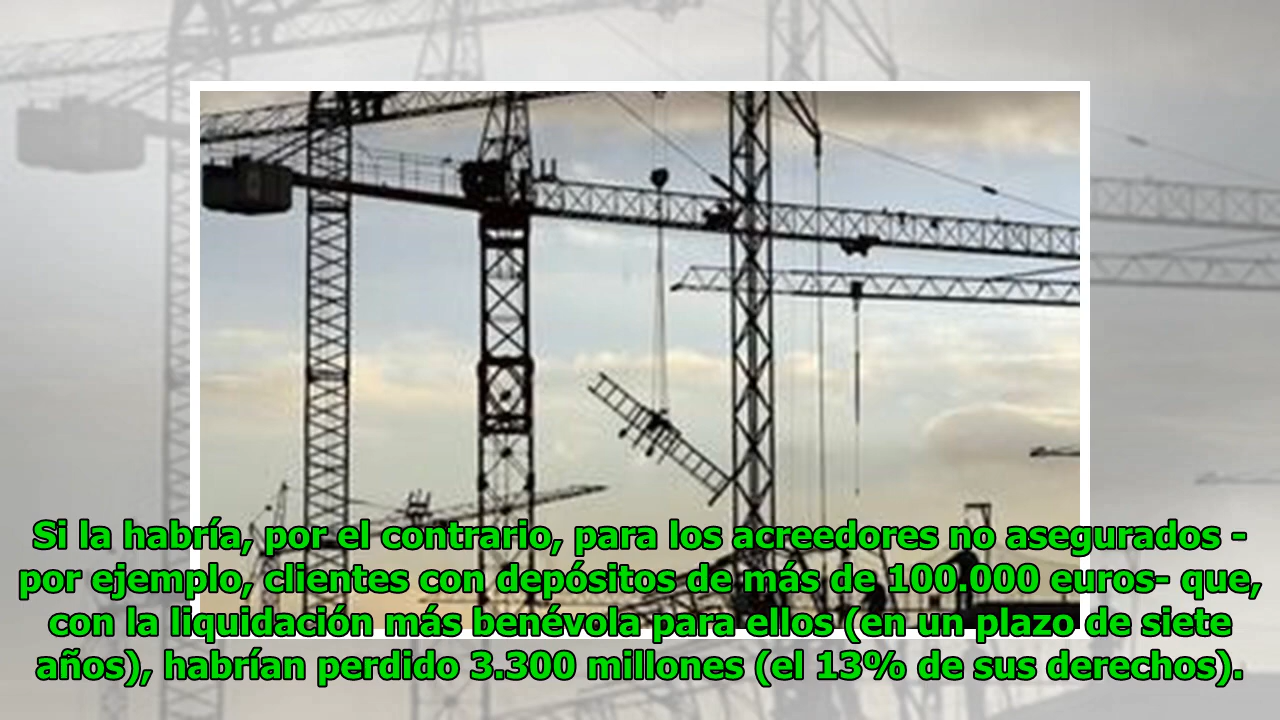 Si la habría, por el contrario, para los acreedores no asegurados -
por ejemplo, clientes con depósitos de más de 100.000 euros- que,
con la liquidación más benévola para ellos (en un plazo de siete
años), habrían perdido 3.300 millones (el 13% de sus derechos).